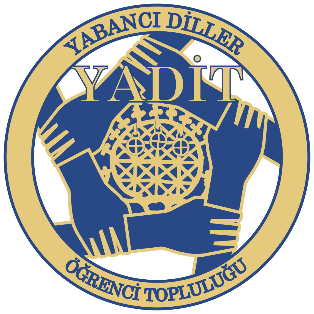 YABANCI DİLLER
YADİT
ÖĞRENCİ TOPLULUĞU